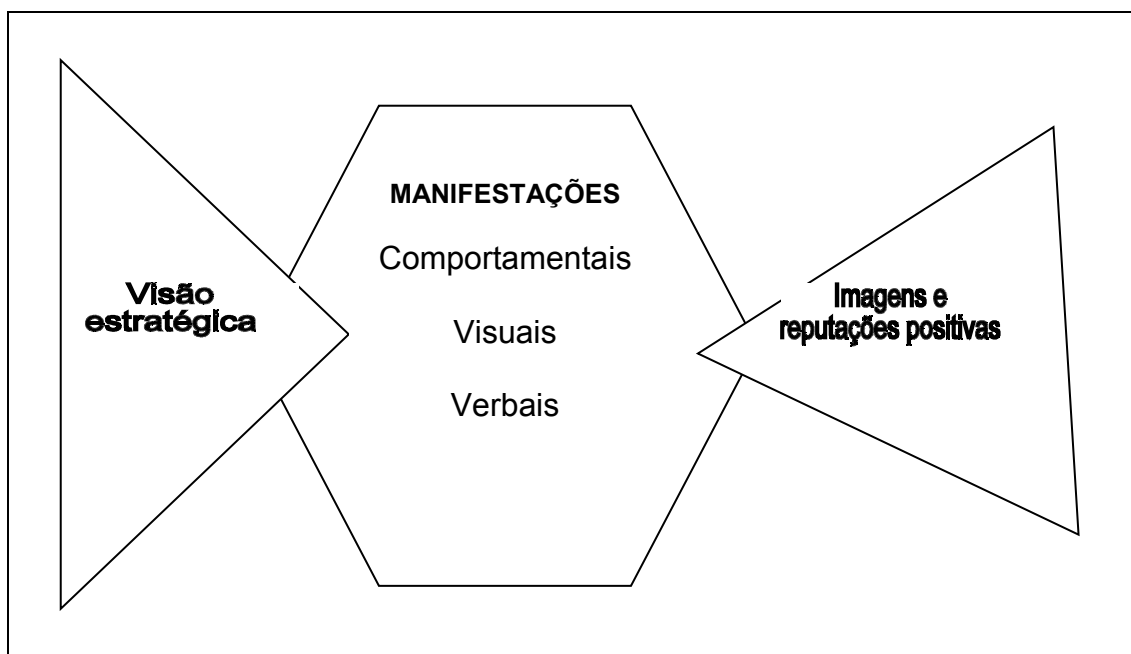 MANIFESTAÇÕES
Comportamentais
Visuais
Verbais
Visão
estratégica
Imagens e
reputações positivas